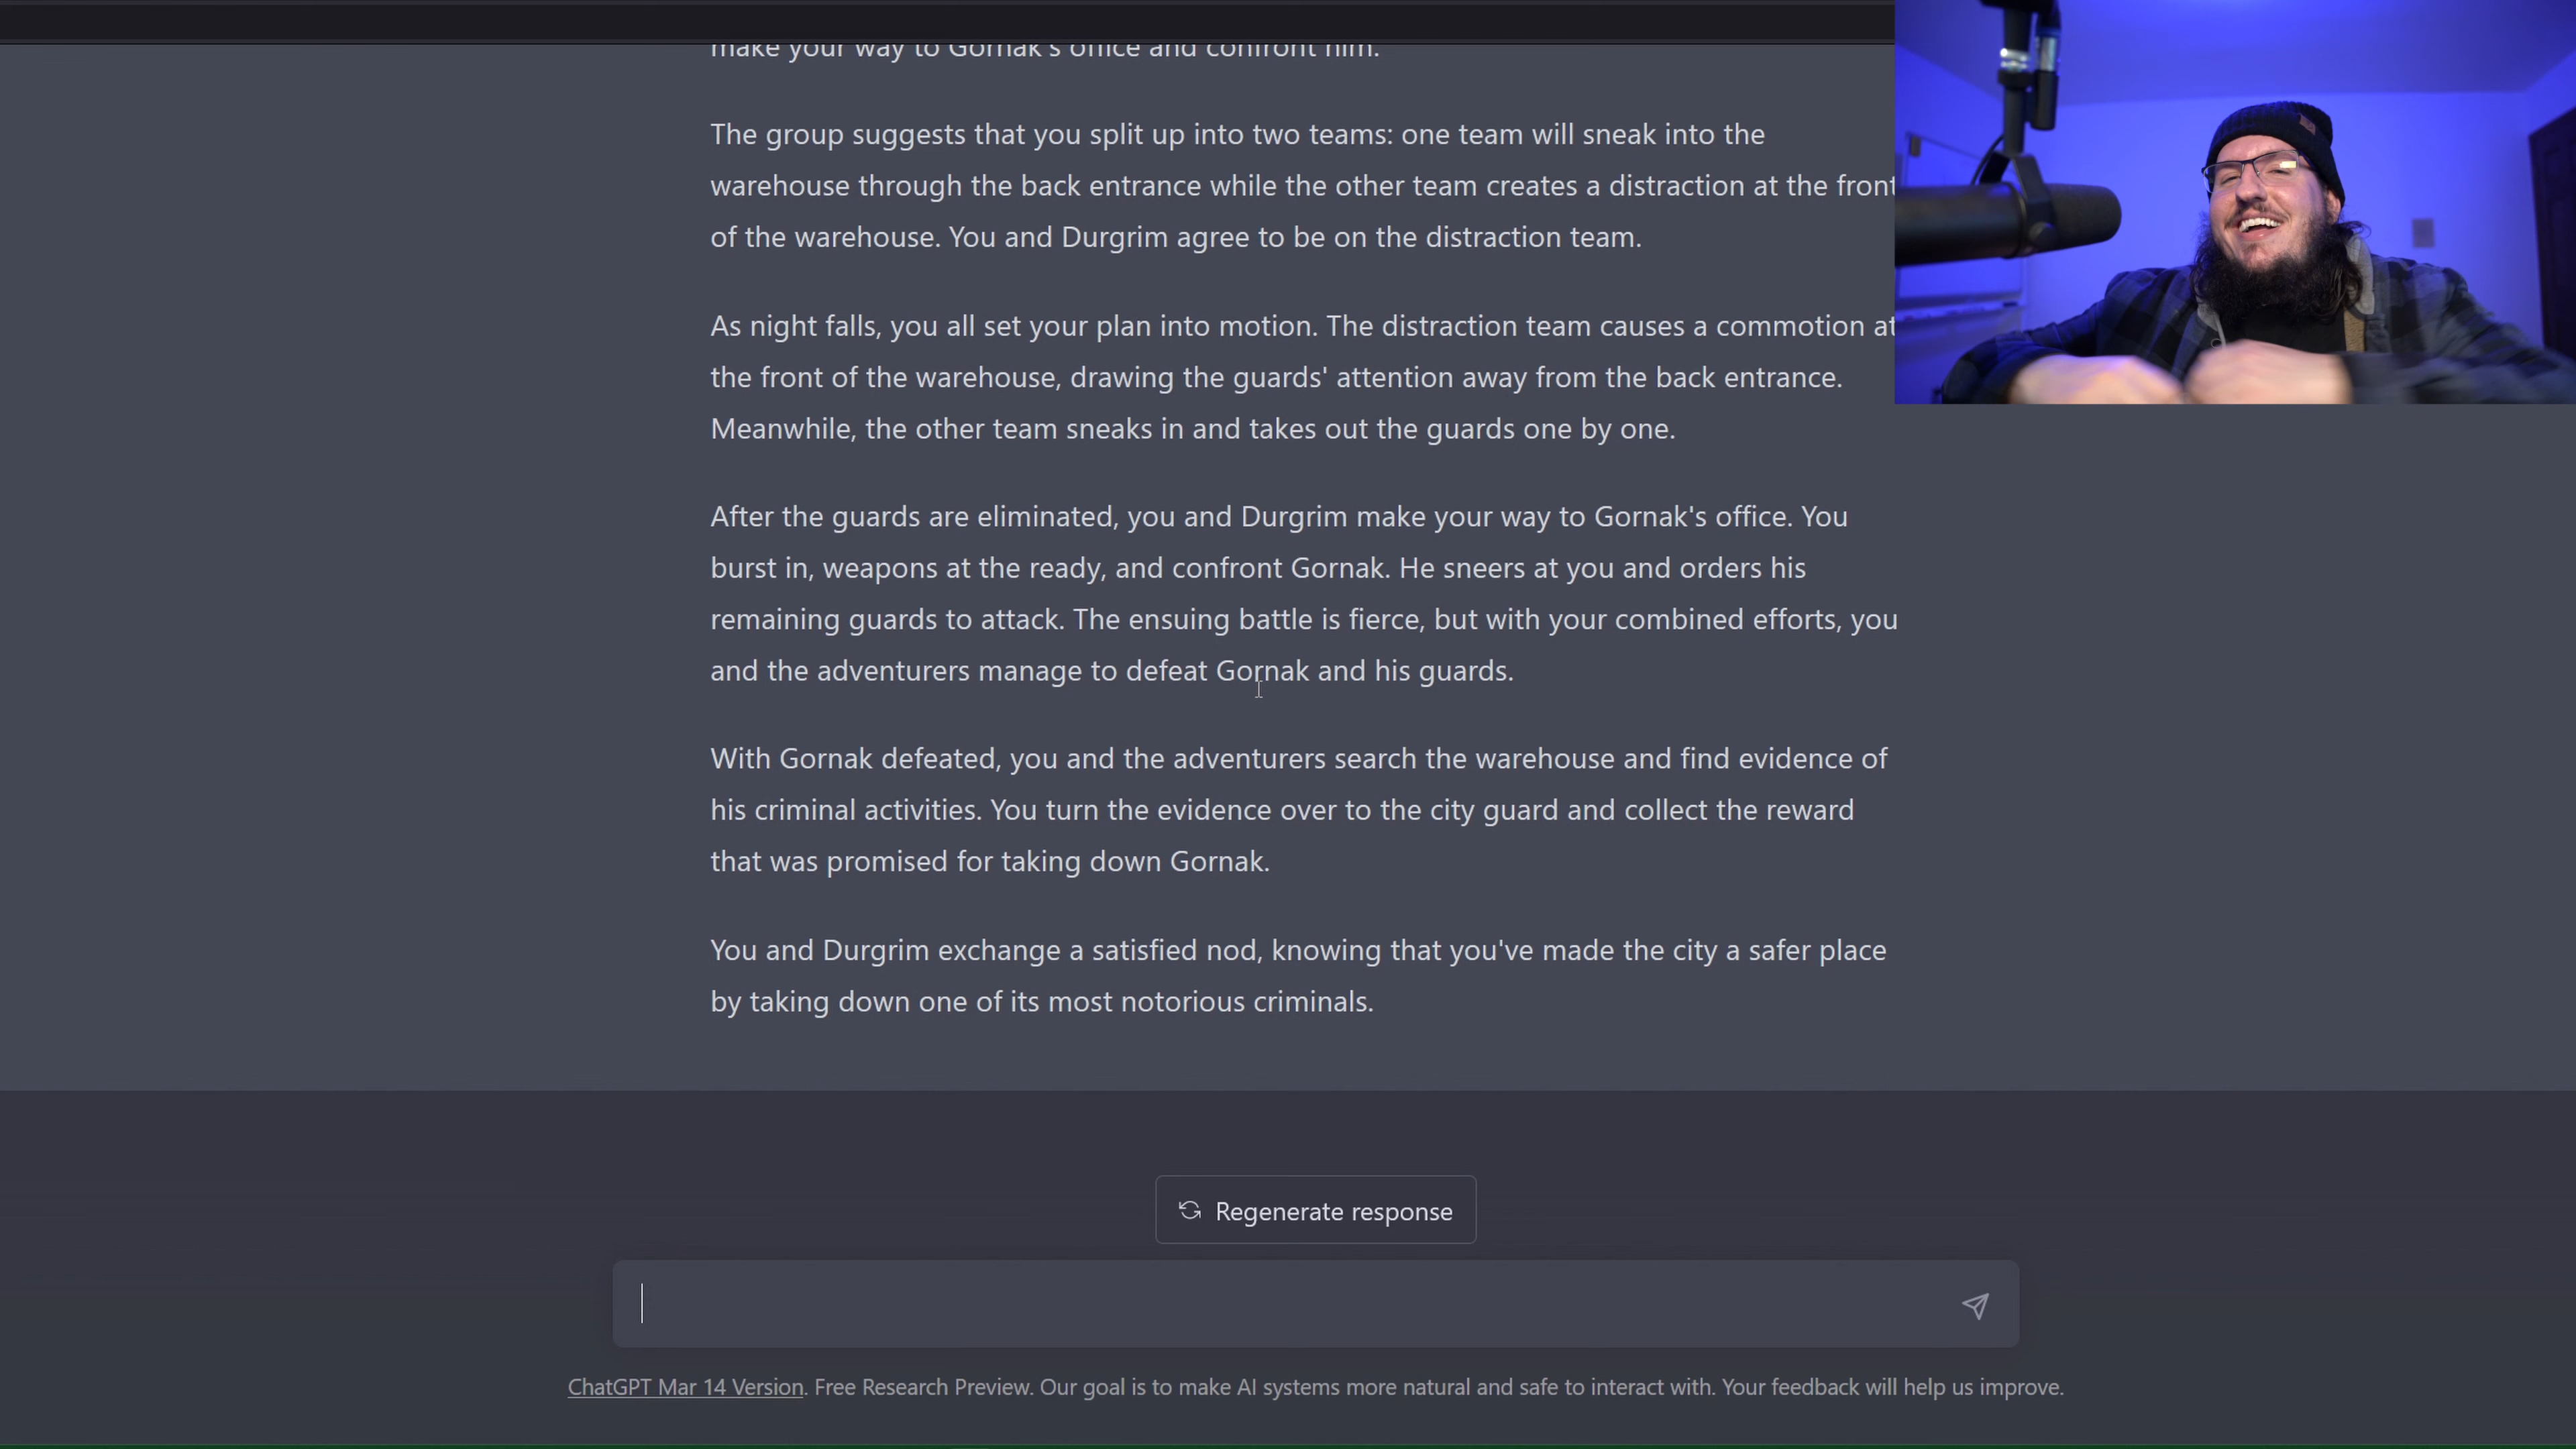 make your way to Gornak's office and confront him.
The group suggests that you split up into two teams: one team will sneak into the
warehouse through the back entrance while the other team creates a distraction at the front
of the warehouse. You and Durgrim agree to be on the distraction team.
As night falls, you all set your plan into motion. The distraction team causes a commotion at
the front of the warehouse, drawing the guards' attention away from the back entrance.
Meanwhile, the other team sneaks in and takes out the guards one by one.
After the guards are eliminated, you and Durgrim make your way to Gornak's office. You
burst in, weapons at the ready, and confront Gornak. He sneers at you and orders his
remaining guards to attack. The ensuing battle is fierce, but with your combined efforts, you
and the adventurers manage to defeat Gornak and his guards.
With Gornak defeated, you and the adventurers search the warehouse and find evidence of
his criminal activities. You turn the evidence over to the city guard and collect the reward
that was promised for taking down Gornak.
You and Durgrim exchange a satisfied nod, knowing that you've made the city a safer place
by taking down one of its most notorious criminals.
Regenerate response
ChatGPT Mar 14 Version. Free Research Preview. Our goal is to make AI systems more natural and safe to interact with. Your feedback will help us improve.